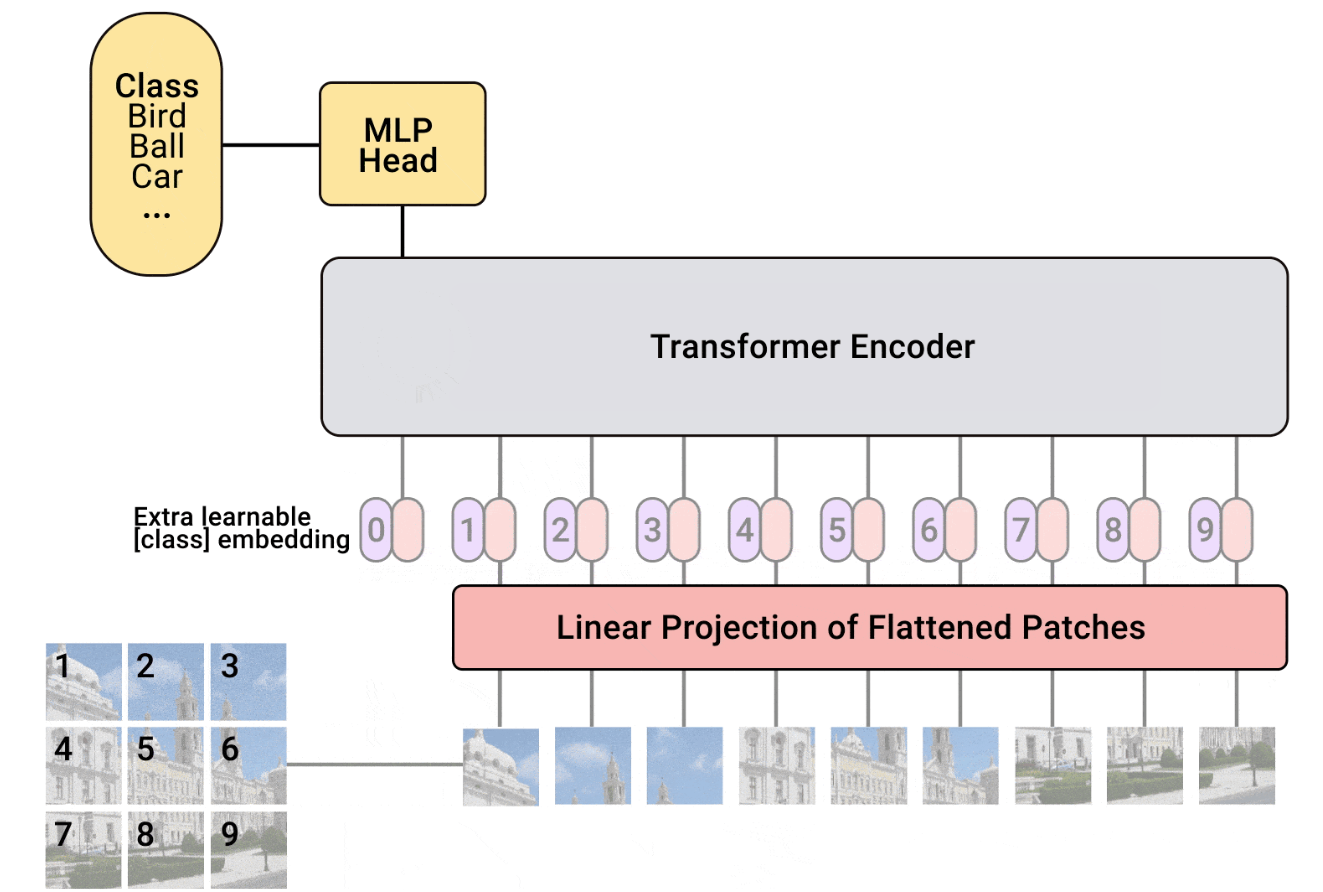 Class
Bird
Ball
Car
...
MLP
Head
Transformer Encoder
Extra learnable
[class] embedding
0 1 2 3 4 5 6 7 8 9
Linear Projection of Flattened Patches
1 2 3
4 5 6
7 8 9